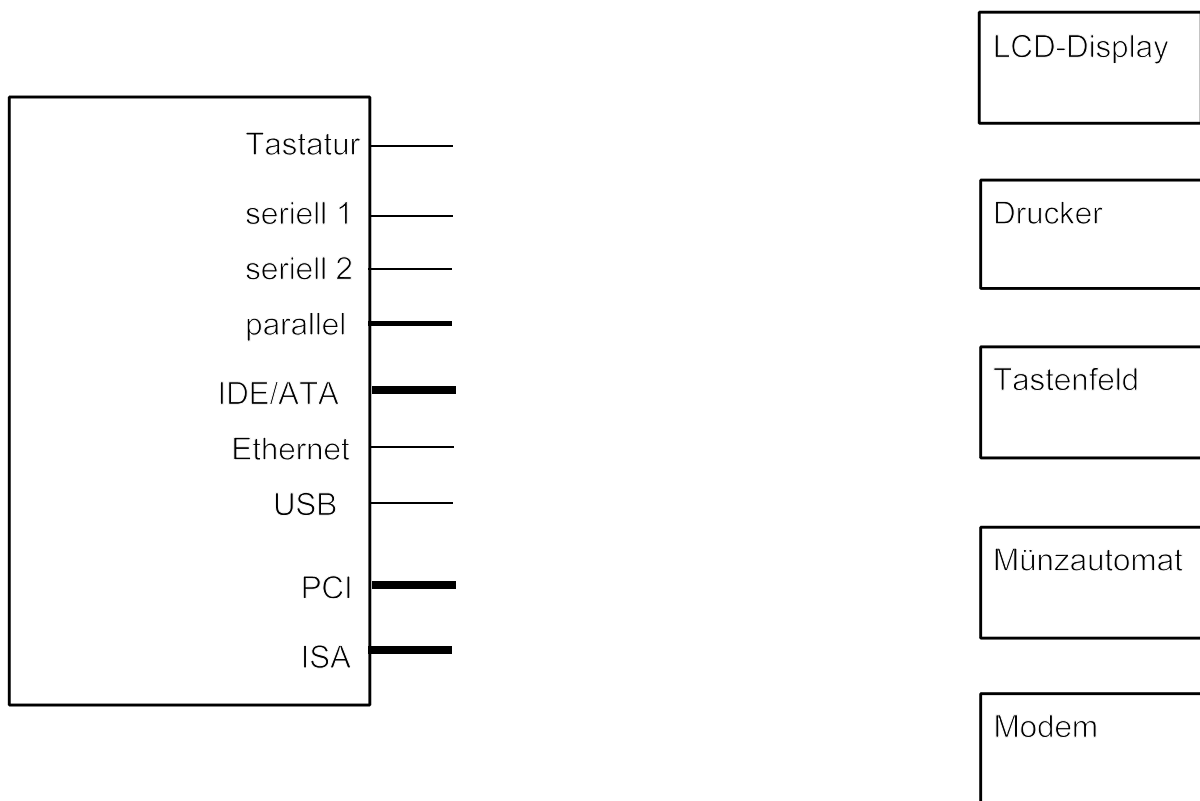 Tastatur
seriell 1
seriell 2
parallel
IDE/ATA
Ethernet
USB
PCI
ISA
LCD-Display
Drucker
Tastenfeld
Münzautomat
Modem